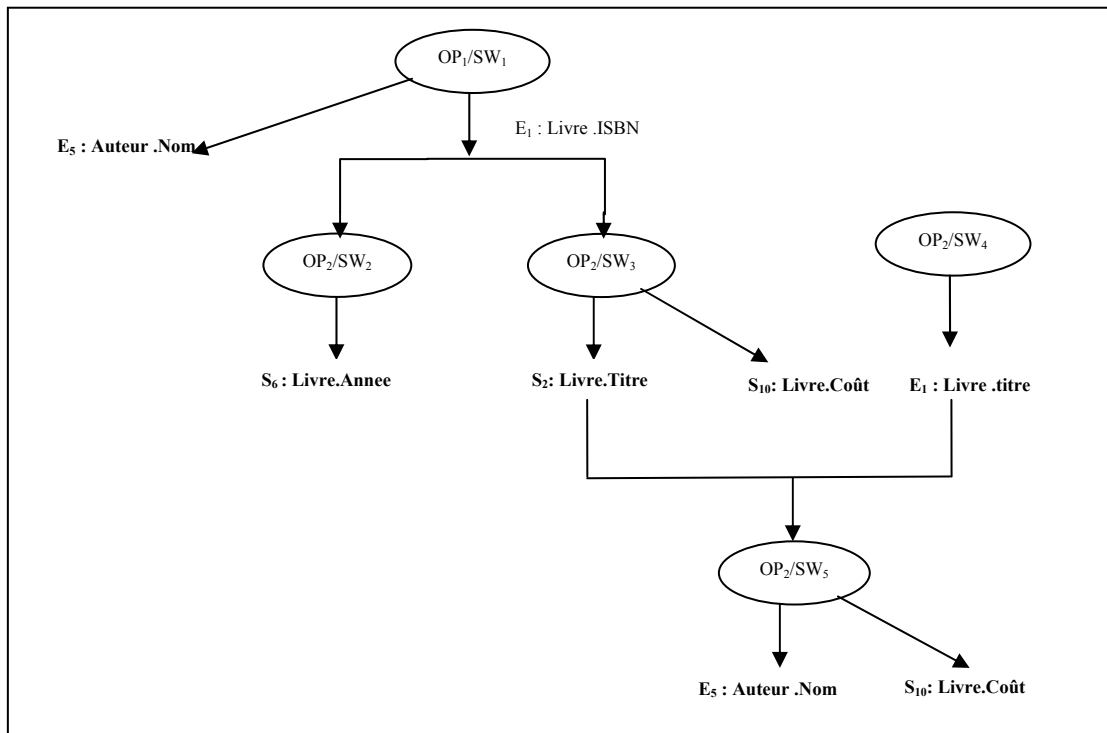 OP₁/SW₁
E₁ : Livre .ISBN
E₅ : Auteur .Nom
OP₂/SW₂
OP₂/SW₃
OP₂/SW₄
S₆ : Livre.Annee
S₂: Livre.Titre
S₁₀: Livre.Coût
E₁ : Livre .titre
OP₂/SW₅
E₅ : Auteur .Nom
S₁₀: Livre.Coût